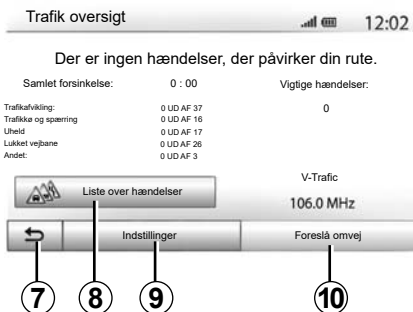 Trafik oversigt 12:02
Der er ingen hændelser, der påvirker din rute.
Samlet forsinkelse: 0 : 00 Vigtige hændelser:
Trafikafvikling: 0 UD AF 37 0
Trafikkø og spærring 0 UD AF 16
Uheld 0 UD AF 17
Lukket vejbane 0 UD AF 26
Andet: 0 UD AF 3
V-Trafic
Liste over hændelser 106.0 MHz
Indstillinger Foreslå omvej
7 8 9 10